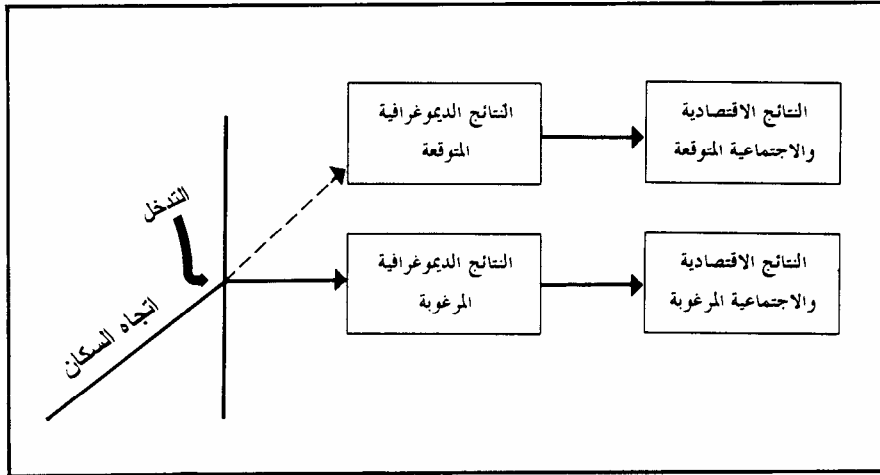 النتائج الاقتصادية
والاجتماعية المتوقعة
النتائج الديموغرافية
المتوقعة
التدخل
النتائج الاقتصادية
والاجتماعية المرغوبة
النتائج الديموغرافية
المرغوبة
اتجاه السكان